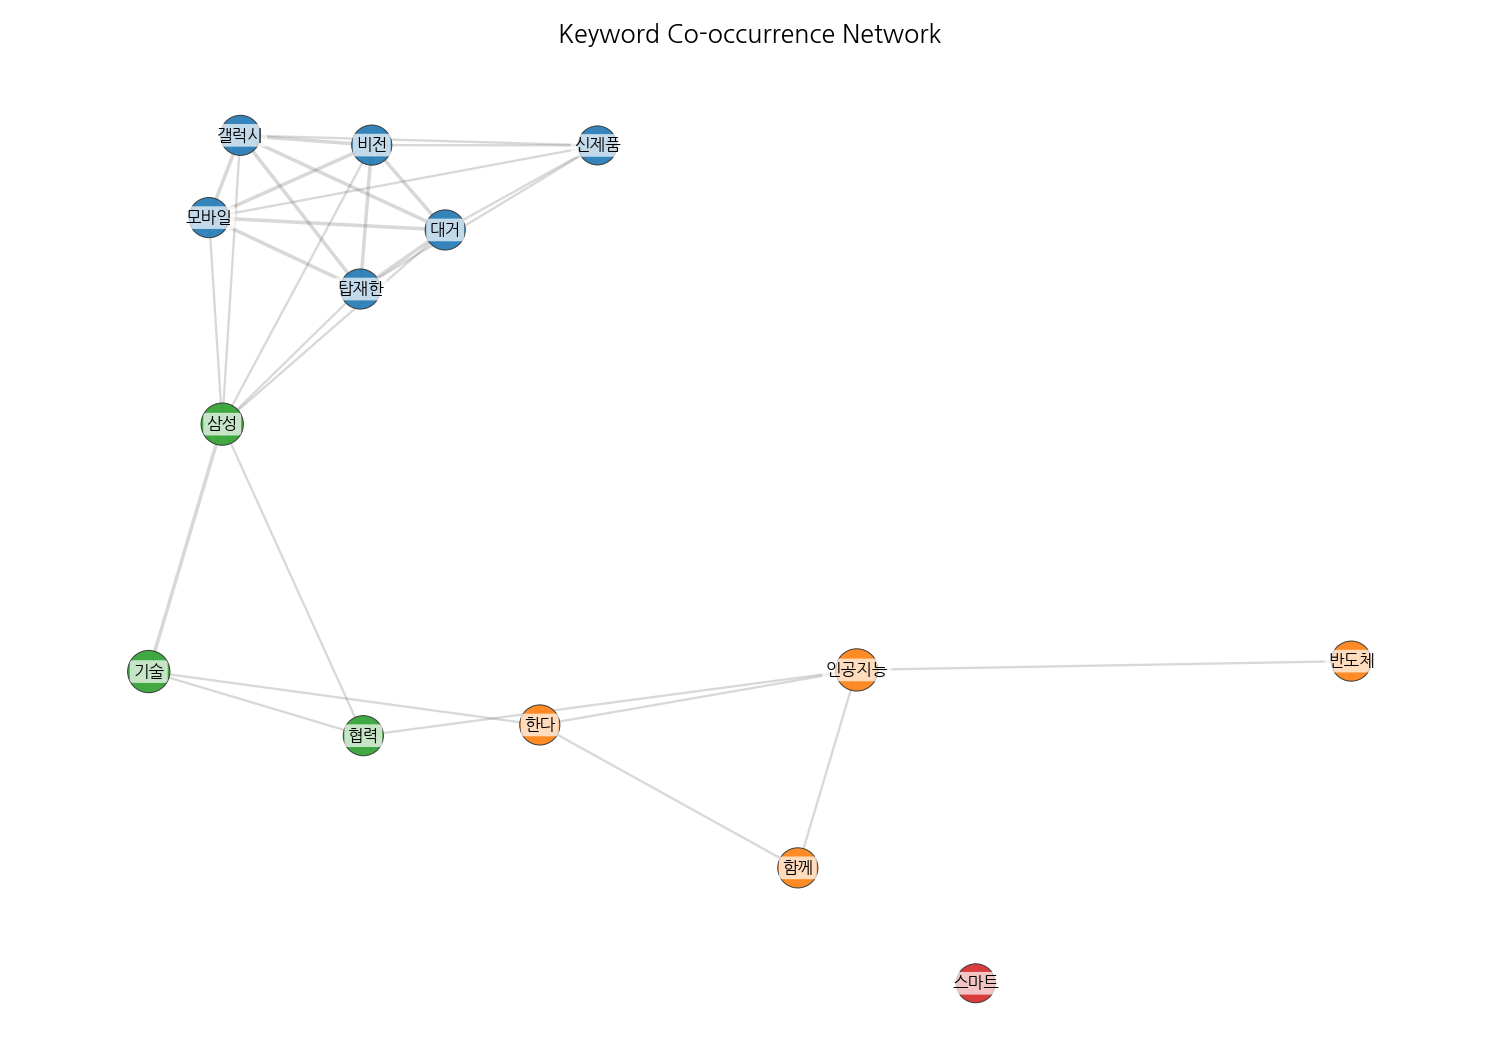 Keyword Co-occurrence Network
갤럭시
비전
신제품
모바일
대거
탑재한
삼성
기술
인공지능
반도체
협력
한다
함께
스마트